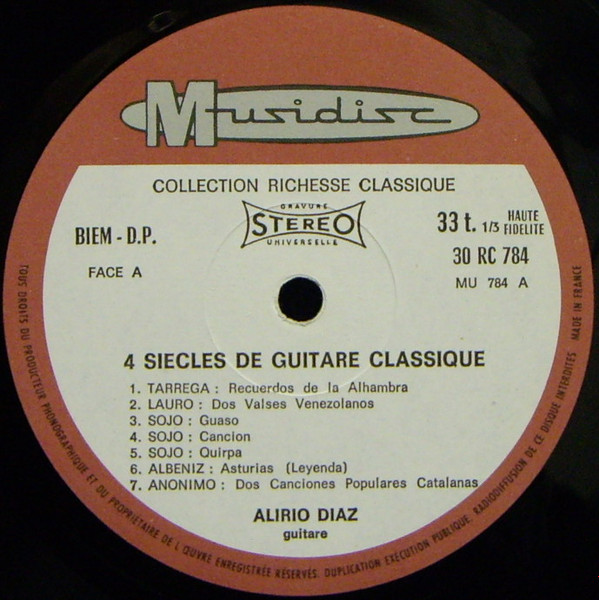 Musidisc
COLLECTION RICHESSE CLASSIQUE
GRAVURE
STEREO
UNIVERSELLE
BIEM - D.P.
FACE A
33 t. 1/3 HAUTE FIDELITE
30 RC 784
MU 784 A
4 SIECLES DE GUITARE CLASSIQUE
1. TARREGA : Recuerdos de la Alhambra
2. LAURO : Dos Valses Venezolanos
3. SOJO : Guaso
4. SOJO : Cancion
5. SOJO : Quirpa
6. ALBENIZ : Asturias (Leyenda)
7. ANONIMO : Dos Canciones Populares Catalanas
ALIRIO DIAZ
guitare
TOUS DROITS DU PRODUCTEUR PHONOGRAPHIQUE ET DU PROPRIETAIRE DE L'ŒUVRE ENREGISTRÉE RÉSERVÉS. DUPLICATION EXECUTION PUBLIQUE. RADIODIFFUSION DE CE DISQUE INTERDITES MADE IN FRANCE